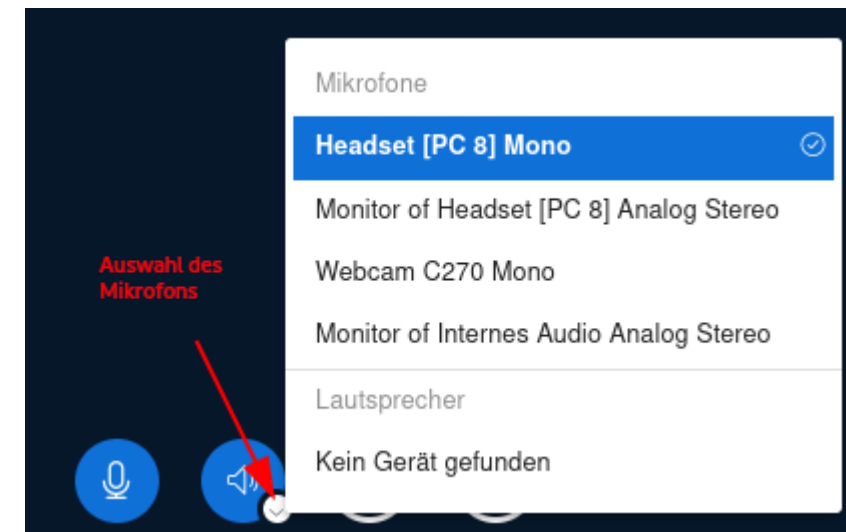 Mikrofone
Headset [PC 8] Mono
Monitor of Headset [PC 8] Analog Stereo
Auswahl des
Mikrofons
Webcam C270 Mono
Monitor of Internes Audio Analog Stereo
Lautsprecher
Kein Gerät gefunden